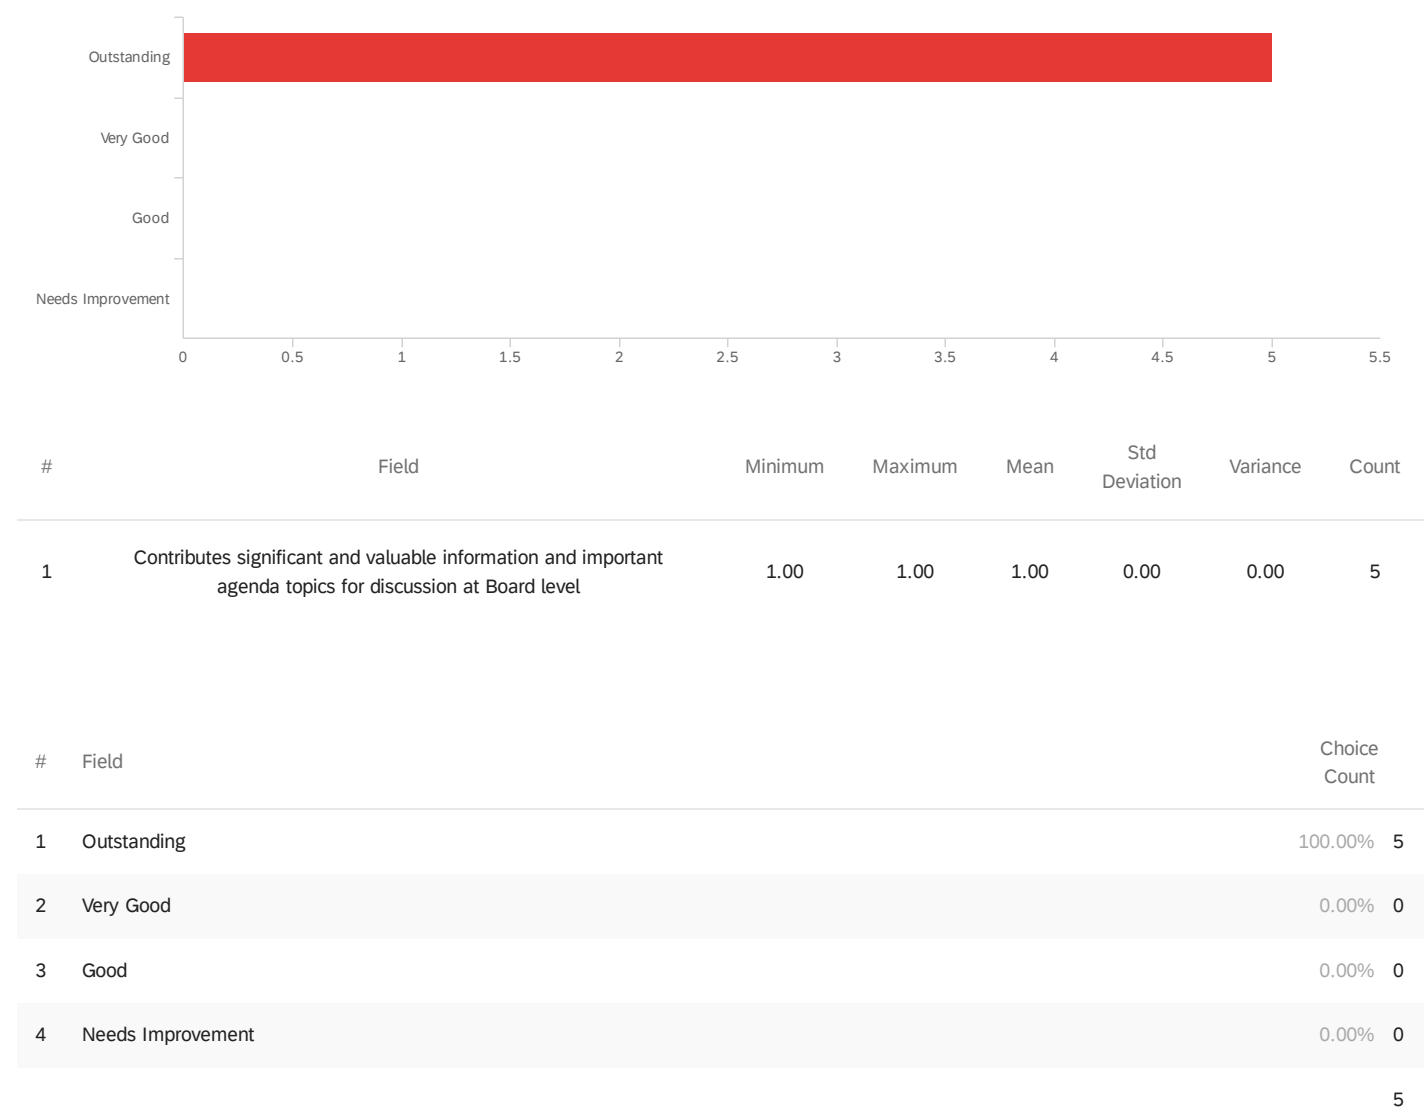 Outstanding
Very Good
Good
Needs Improvement
0 0.5 1 1.5 2 2.5 3 3.5 4 4.5 5 5.5
# Field Minimum Maximum Mean Std Deviation Variance Count
1 Contributes significant and valuable information and important agenda topics for discussion at Board level 1.00 1.00 1.00 0.00 0.00 5
# Field Choice Count
1 Outstanding 100.00% 5
2 Very Good 0.00% 0
3 Good 0.00% 0
4 Needs Improvement 0.00% 0
5